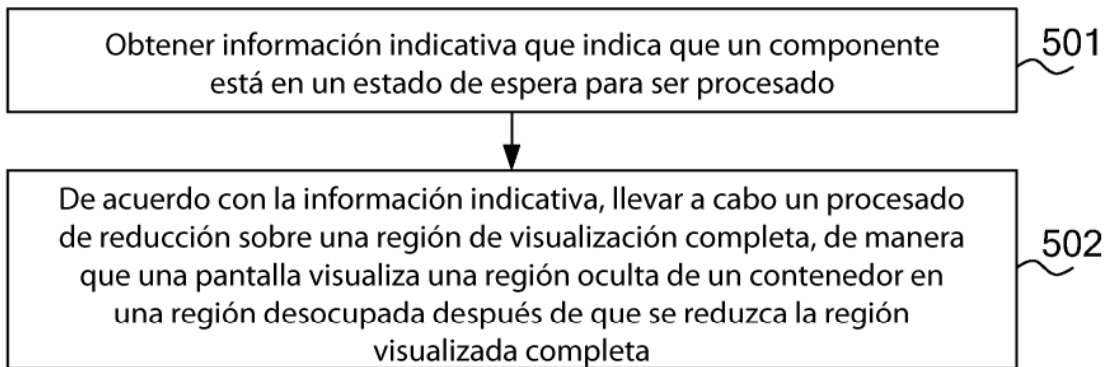 Obtener información indicativa que indica que un componente
está en un estado de espera para ser procesado
501
De acuerdo con la información indicativa, llevar a cabo un procesado
de reducción sobre una región de visualización completa, de manera
que una pantalla visualiza una región oculta de un contenedor en
una región desocupada después de que se reduzca la región
visualizada completa
502